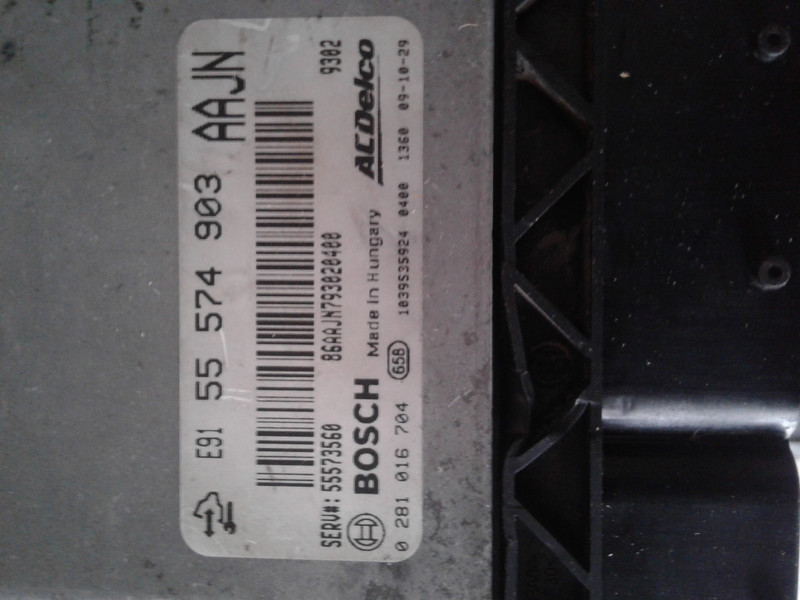 E91 55 574 903 AAJN
SERV#: 55573560 86AAJN793020400 9302
BOSCH Made in Hungary ACDelco
0 281 016 704 658 1039S35924 0400 1360 09-10-29